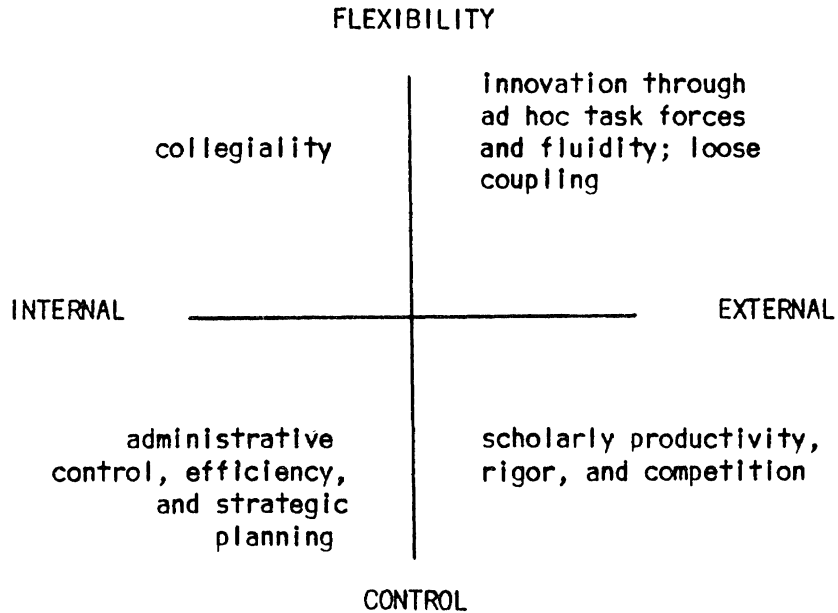 FLEXIBILITY
collegiality
innovation through
ad hoc task forces
and fluidity; loose
coupling
INTERNAL
EXTERNAL
administrative
control, efficiency,
and strategic
planning
scholarly productivity,
rigor, and competition
CONTROL